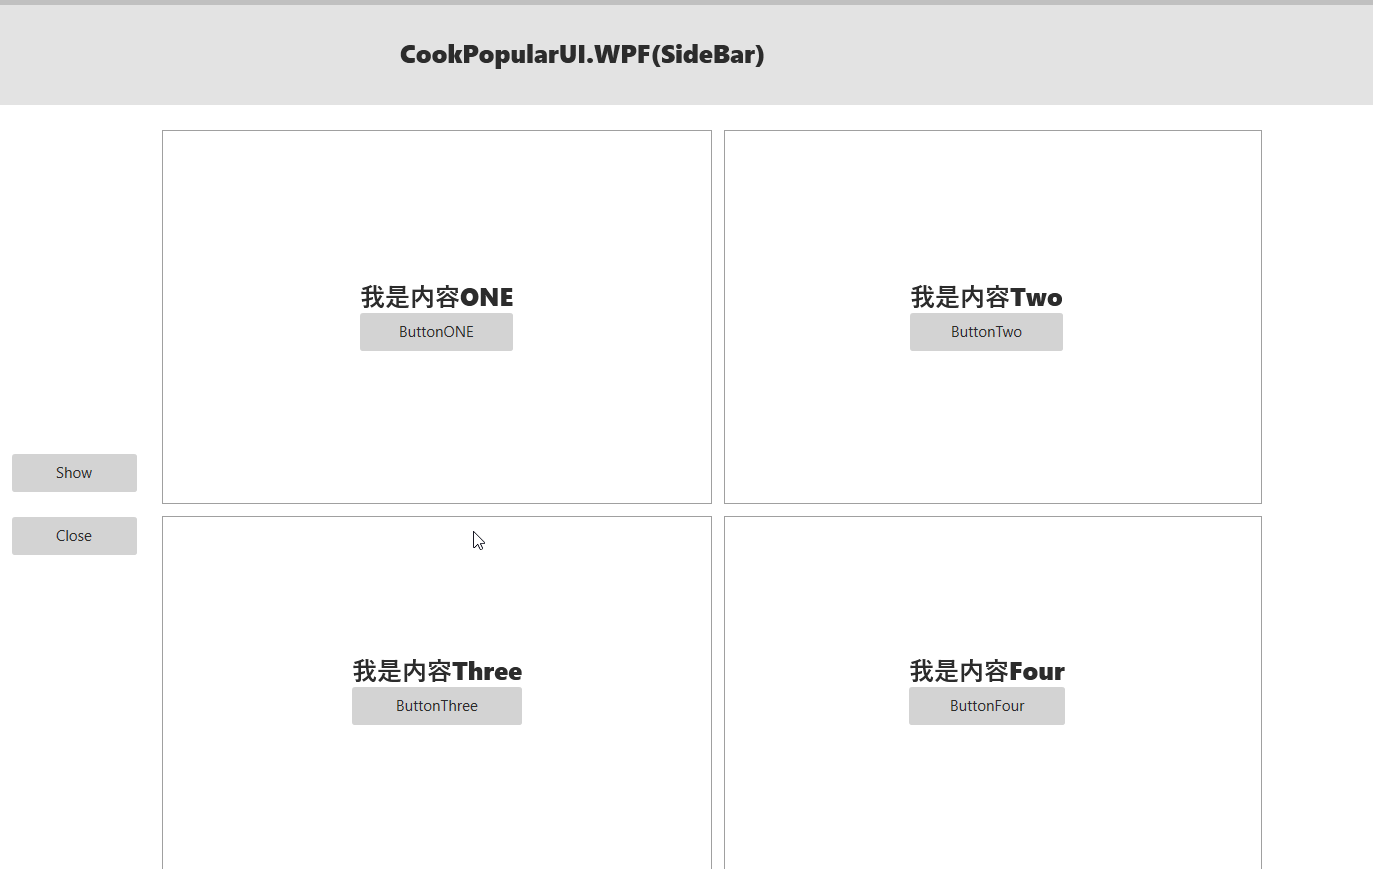 CookPopularUI.WPF(SideBar)
我是内容ONE
ButtonONE
我是内容Two
ButtonTwo
Show
Close
我是内容Three
ButtonThree
我是内容Four
ButtonFour